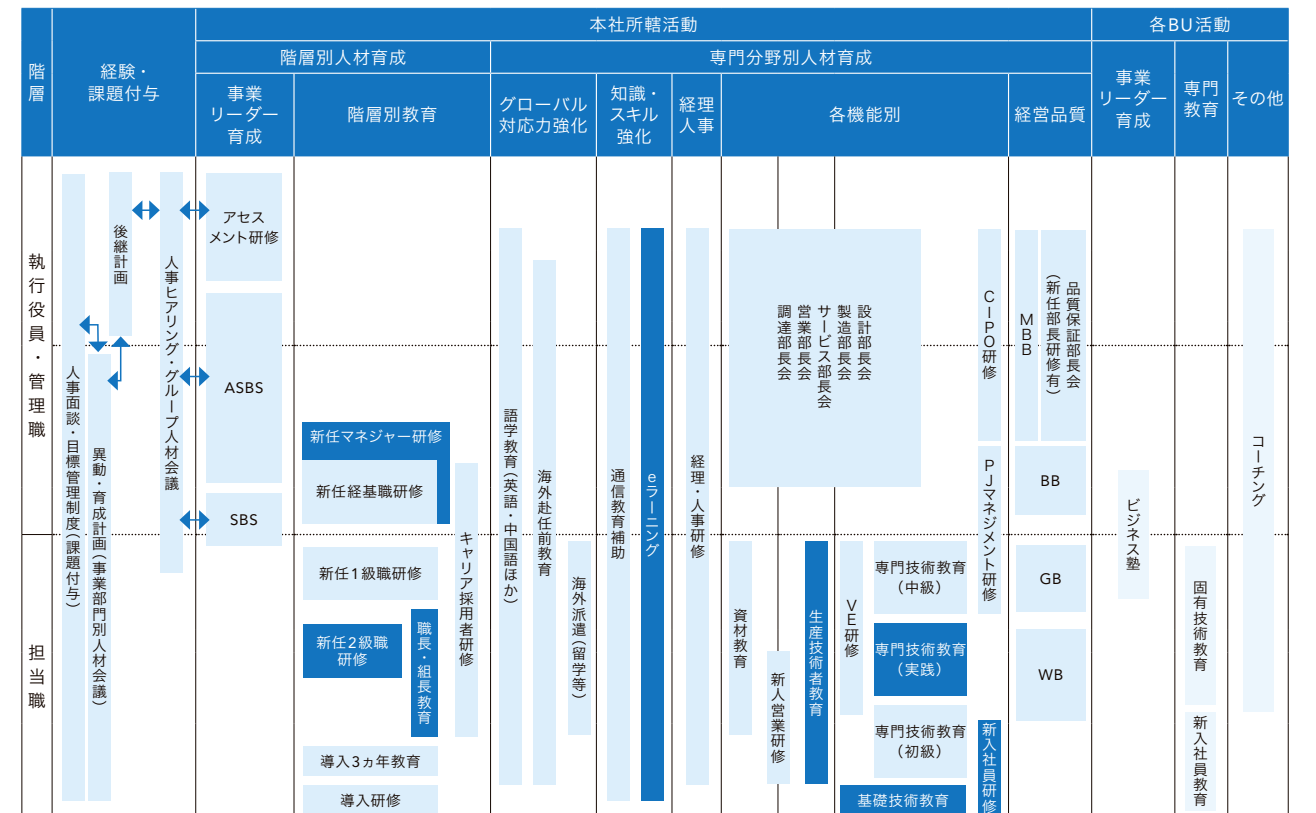 本社所轄活動
各BU活動
階層
経験・
課題付与
階層別人材育成
専門分野別人材育成
事業
リーダー
育成
階層別教育
グローバル
対応力強化
知識・
スキル
強化
経理
人事
各機能別
経営品質
事業
リーダー
育成
専門
教育
その他
執行役員・管理職
担当職
人事面談・目標管理制度(課題付与)
異動・育成計画(事業部門別人材会議)
後継計画
人事ヒアリング・グループ人材会議
アセス
メント研修
ASBS
SBS
新任マネジャー研修
新任経基職研修
新任1級職研修
新任2級職
研修
職長・組長教育
導入3ヵ年教育
導入研修
キャリア採用者研修
語学教育(英語・中国語ほか)
海外赴任前教育
海外派遣(留学等)
通信教育補助
eラーニング
経理・人事研修
設計部長会
製造部長会
サービス部長会
営業部長会
調達部長会
資材教育
新人営業研修
生産技術者教育
VE研修
専門技術教育
(中級)
専門技術教育
(実践)
専門技術教育
(初級)
基礎技術教育
CIPO研修
PJマネジメント研修
新入社員研修
MBB
品質保証部長会
(新任部長研修有)
BB
GB
WB
ビジネス塾
固有技術教育
新入社員教育
コーチング